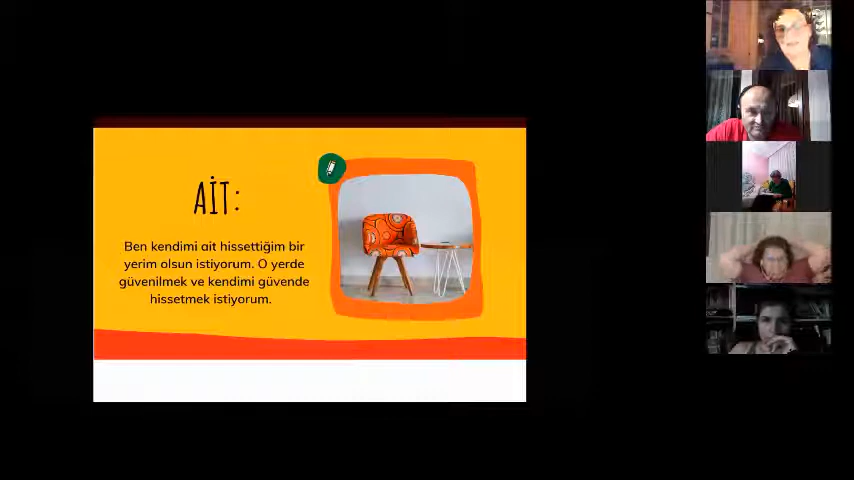 AİT:
Ben kendimi ait hissettiğim bir
yerim olsun istiyorum. O yerde
güvenilmek ve kendimi güvende
hissetmek istiyorum.